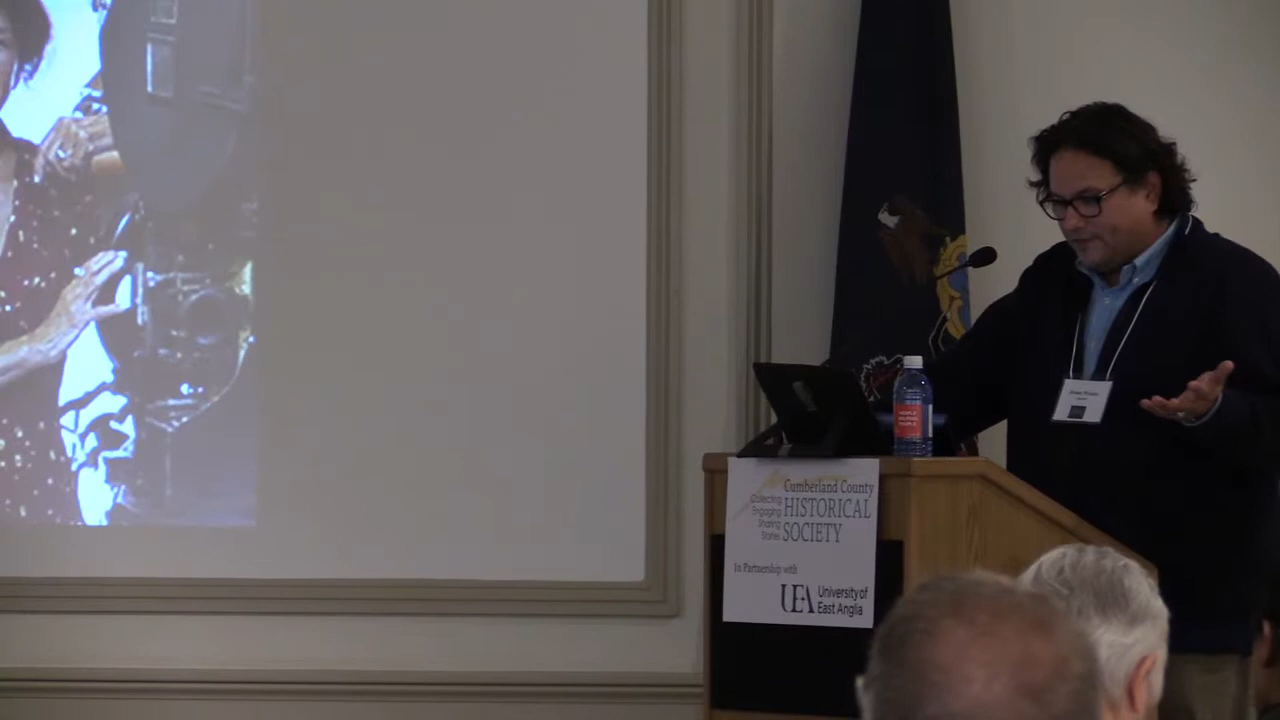 Cumberland County
Collecting
Engaging
Sharing
Stories
HISTORICAL
SOCIETY
In Partnership with
UEA University of
East Anglia